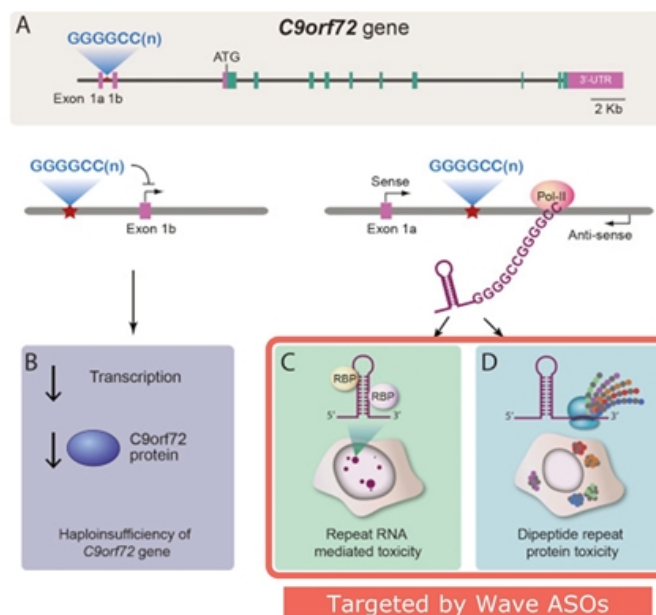 A
C9orf72 gene
GGGGCC(n)
ATG
3'-UTR
Exon 1a 1b
2 Kb
GGGGCC(n)
Exon 1b
GGGGCC(n)
Sense
Pol-II
Exon 1a
Anti-sense
GGGGCCGGGGCC
B
Transcription
C9orf72
protein
Haploinsufficiency of
C9orf72 gene
C
RBP
RBP
5' 3'
Repeat RNA
mediated toxicity
D
5' 3'
Dipeptide repeat
protein toxicity
Targeted by Wave ASOs